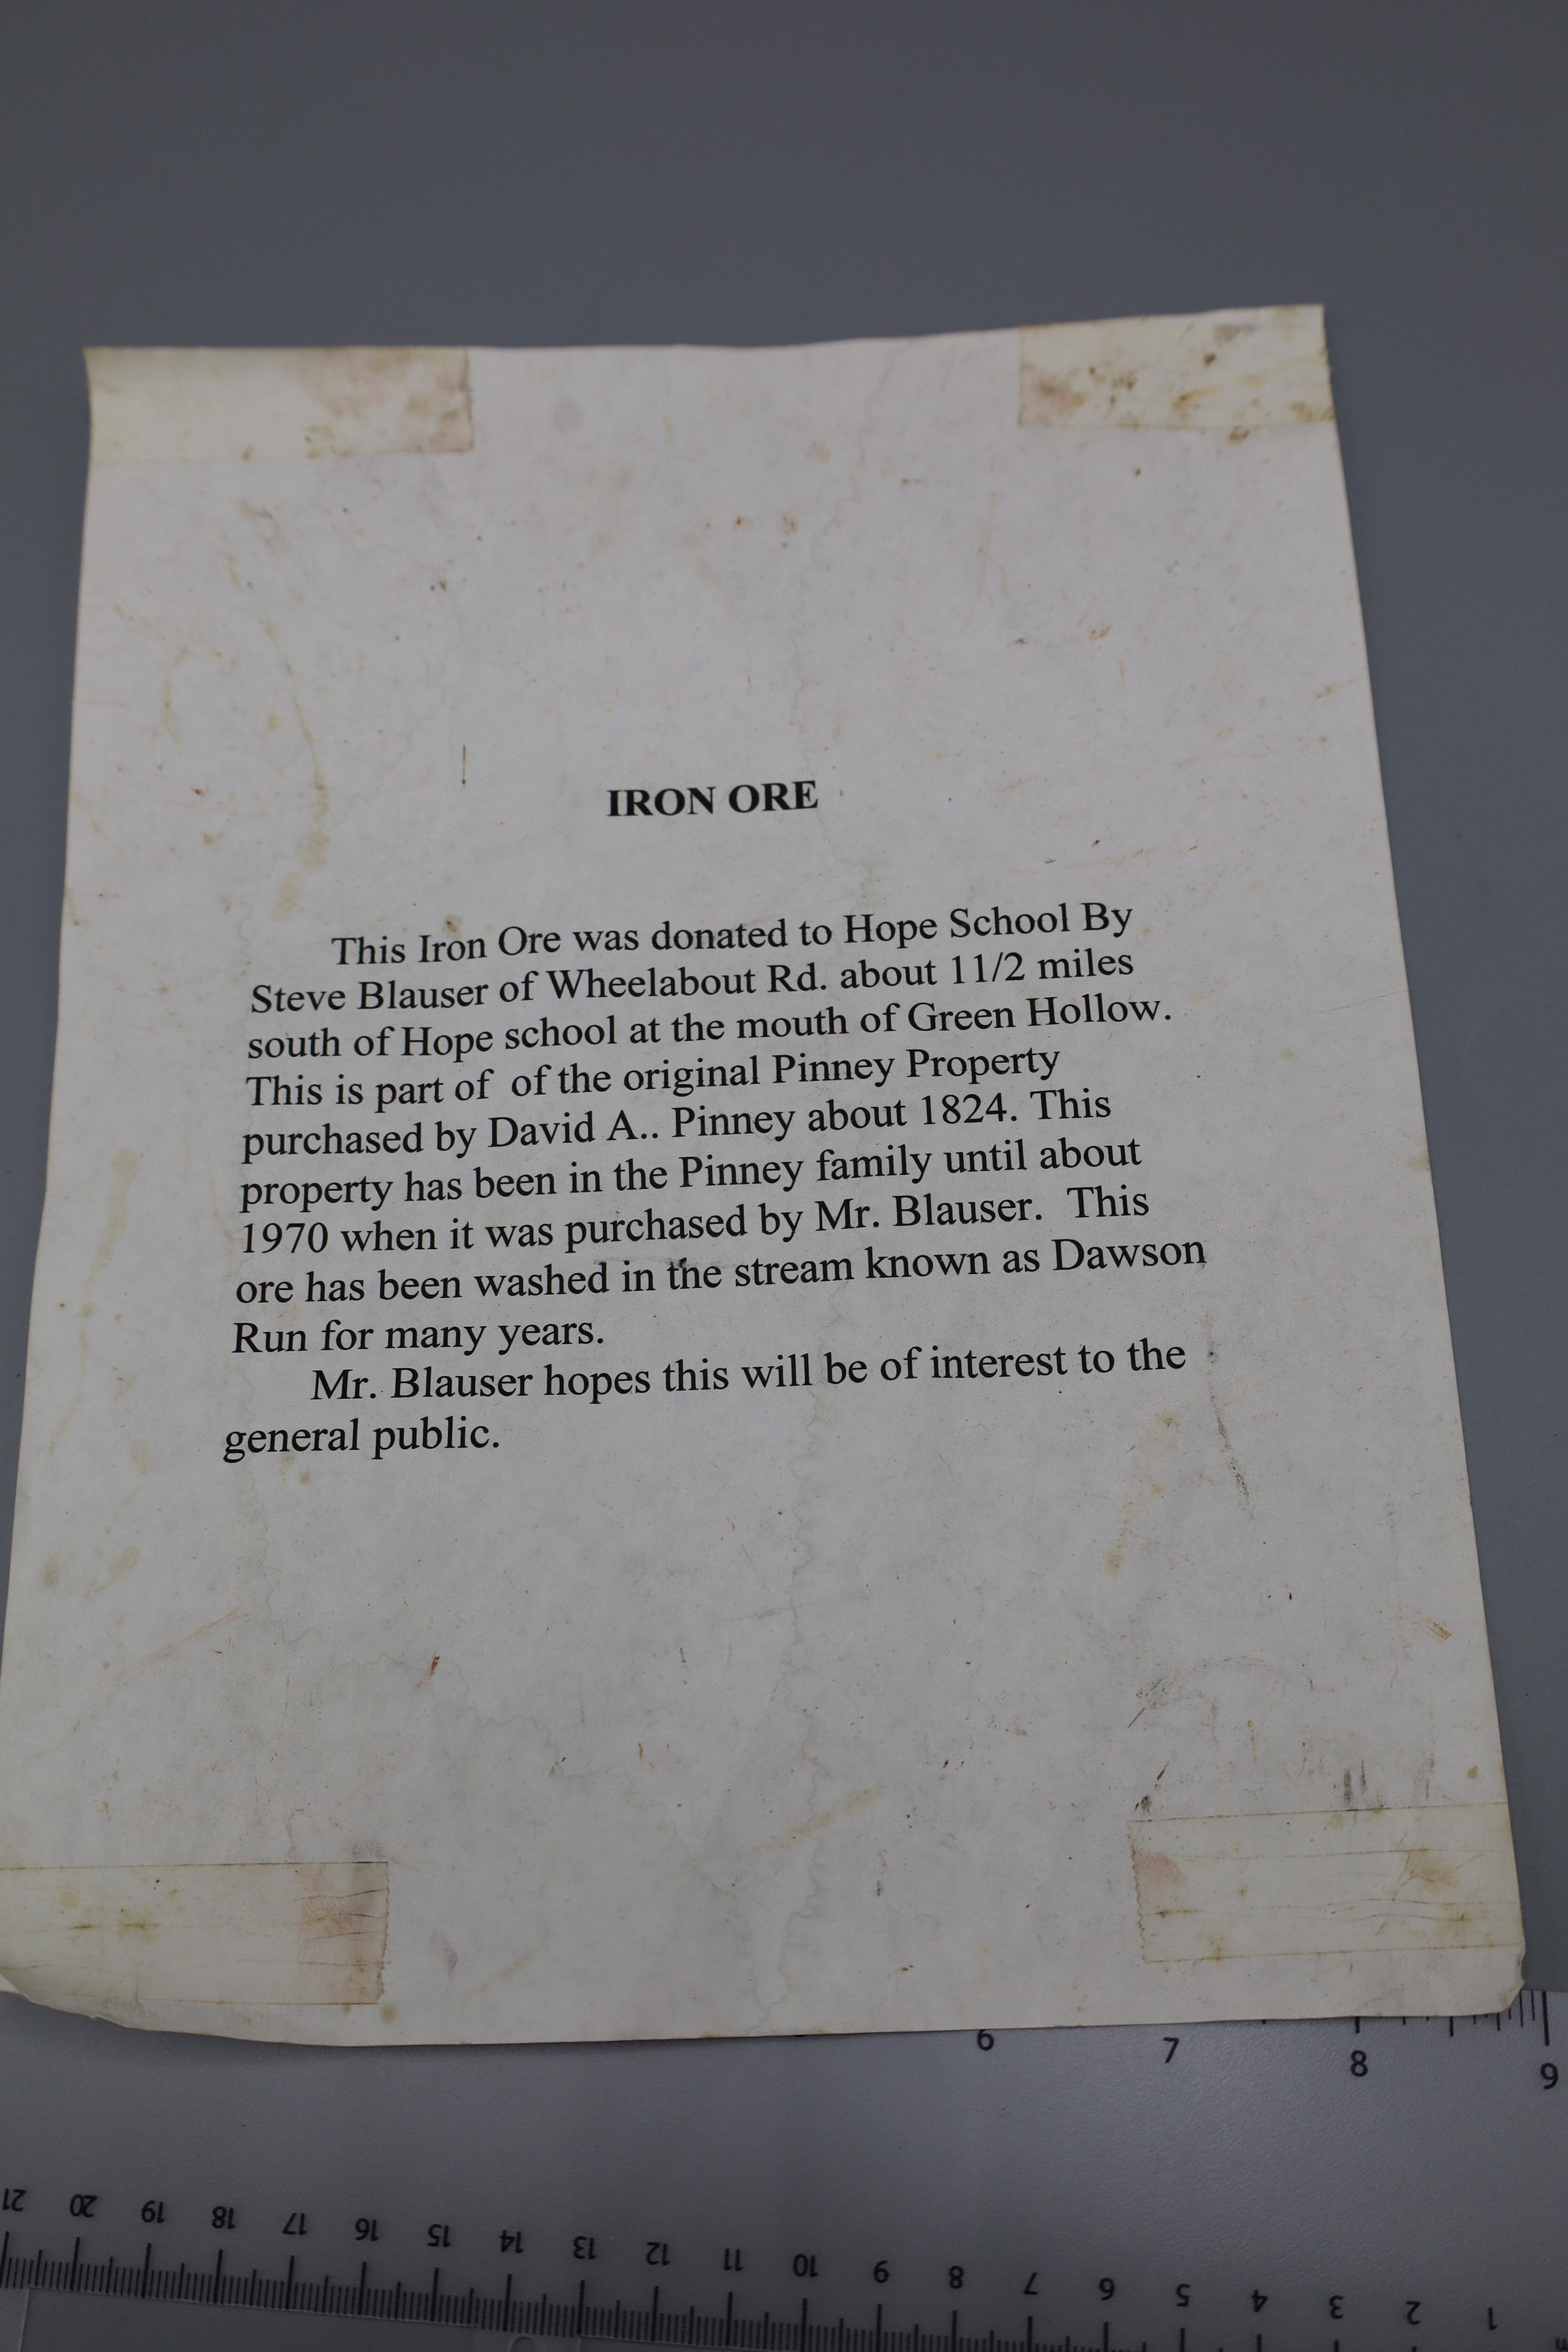 IRON ORE
This Iron Ore was donated to Hope School By
Steve Blauser of Wheelabout Rd. about 11/2 miles
south of Hope school at the mouth of Green Hollow.
This is part of of the original Pinney Property
purchased by David A.. Pinney about 1824. This
property has been in the Pinney family until about
1970 when it was purchased by Mr. Blauser. This
ore has been washed in the stream known as Dawson
Run for many years.
Mr. Blauser hopes this will be of interest to the
general public.
6 7 8 9
21 20 19 18 17 16 15 14 13 12 11 10 9 8 7 6 5 4 3 2 1